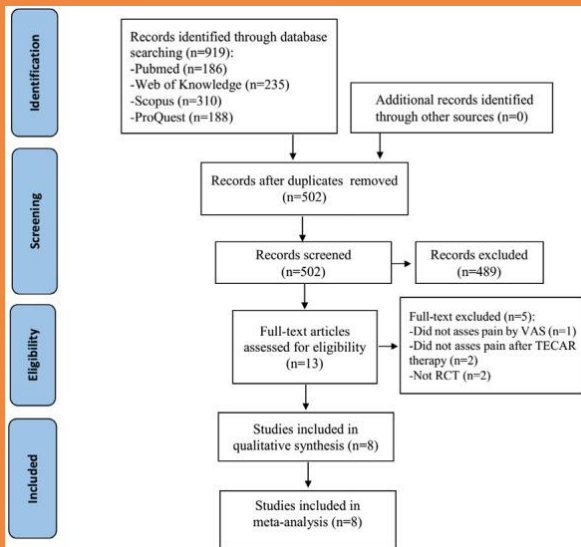 Identification
Records identified through database
searching (n=919):
-Pubmed (n=186)
-Web of Knowledge (n=235)
-Scopus (n=310)
-ProQuest (n=188)
Additional records identified
through other sources (n=0)
Screening
Records after duplicates removed
(n=502)
Records screened
(n=502)
Records excluded
(n=489)
Eligibility
Full-text articles
assessed for eligibility
(n=13)
Full-text excluded (n=5):
-Did not asses pain by VAS (n=1)
-Did not asses pain after TECAR
therapy (n=2)
-Not RCT (n=2)
Included
Studies included in
qualitative synthesis (n=8)
Studies included in
meta-analysis (n=8)